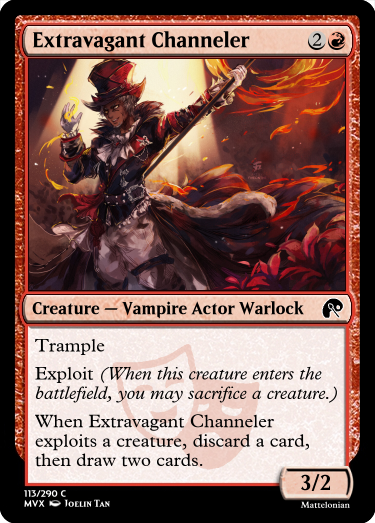 Extravagant Channeler 2
Creature — Vampire Actor Warlock
Trample
Exploit (When this creature enters the
battlefield, you may sacrifice a creature.)
When Extravagant Channeler
exploits a creature, discard a card,
then draw two cards.
3/2
113/290 C
MVX • Joelin Tan
Mattelonian